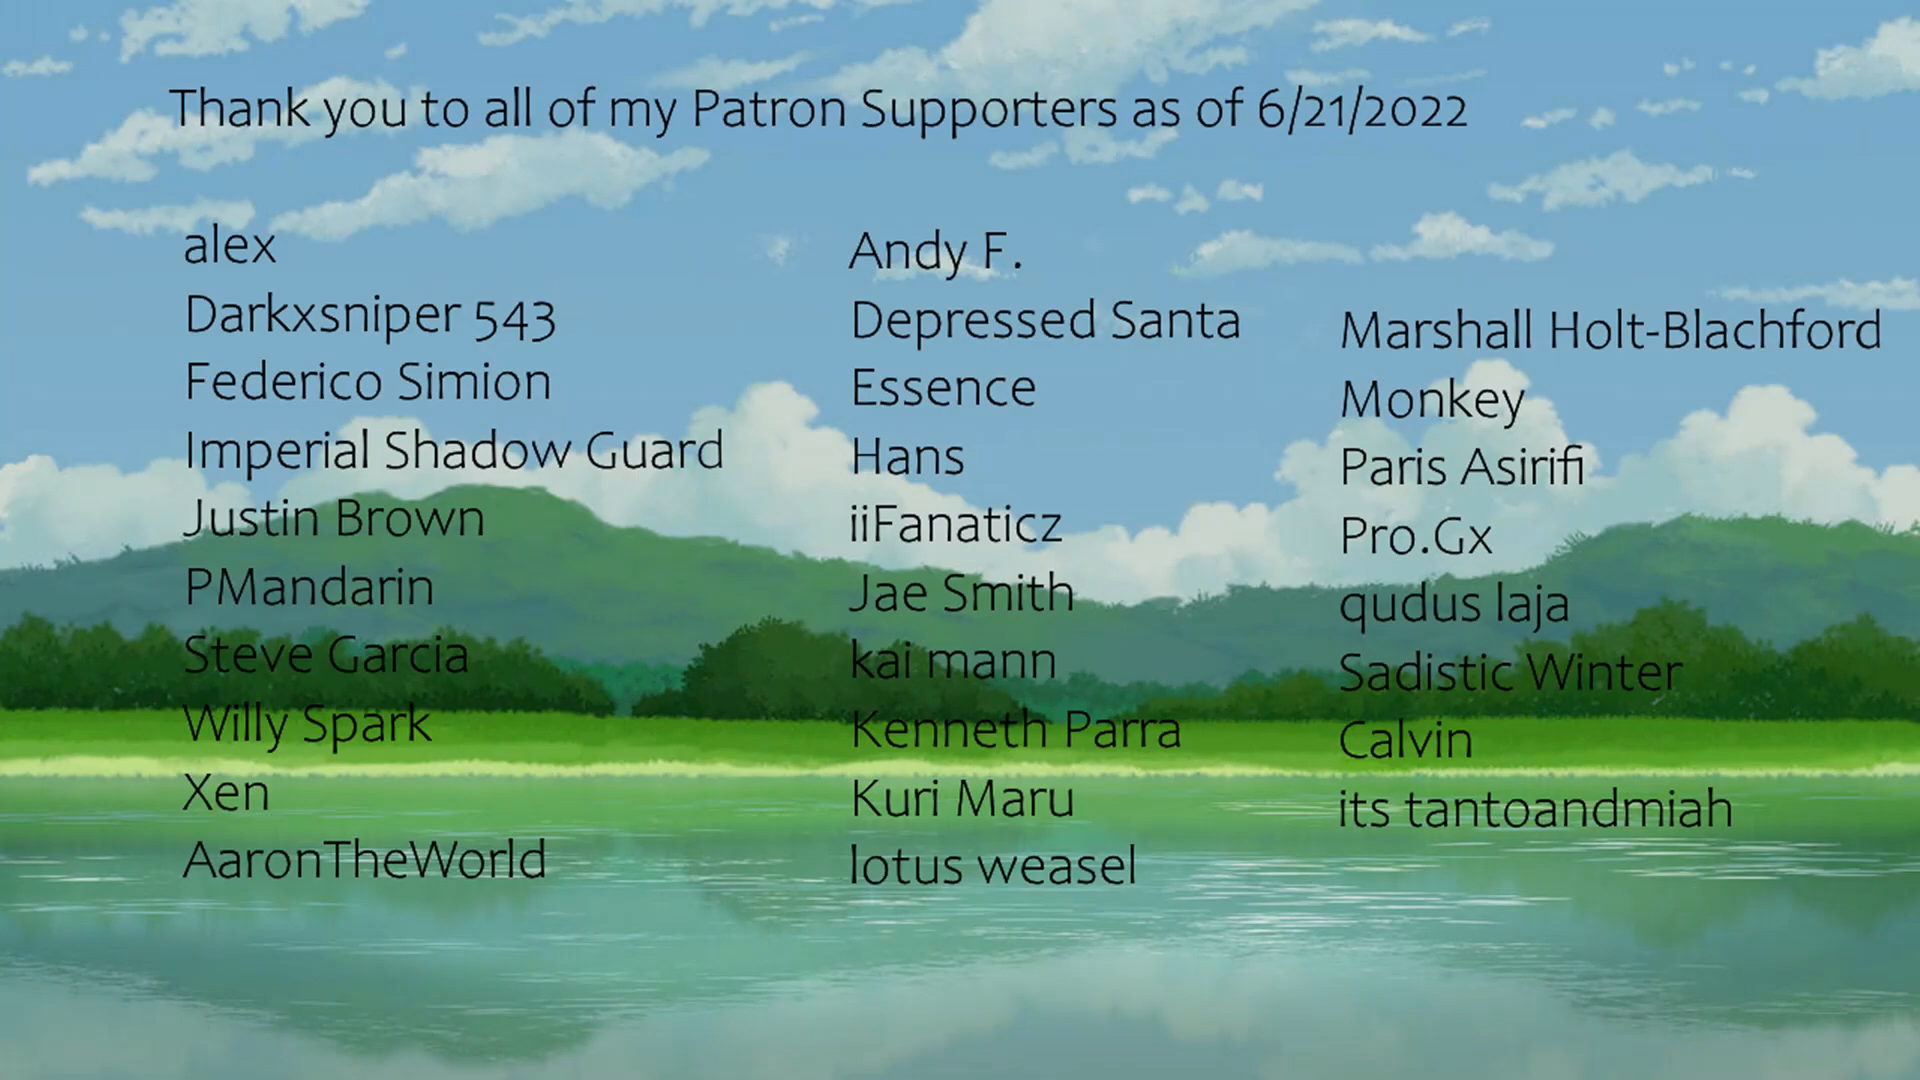 Thank you to all of my Patron Supporters as of 6/21/2022
alex
Darkxsniper 543
Federico Simion
Imperial Shadow Guard
Justin Brown
PMandarin
Steve Garcia
Willy Spark
Xen
AaronTheWorld
Andy F.
Depressed Santa
Essence
Hans
iiFanaticz
Jae Smith
kai mann
Kenneth Parra
Kuri Maru
lotus weasel
Marshall Holt-Blachford
Monkey
Paris Asirifi
Pro.Gx
qudus laja
Sadistic Winter
Calvin
its tantoandmiah